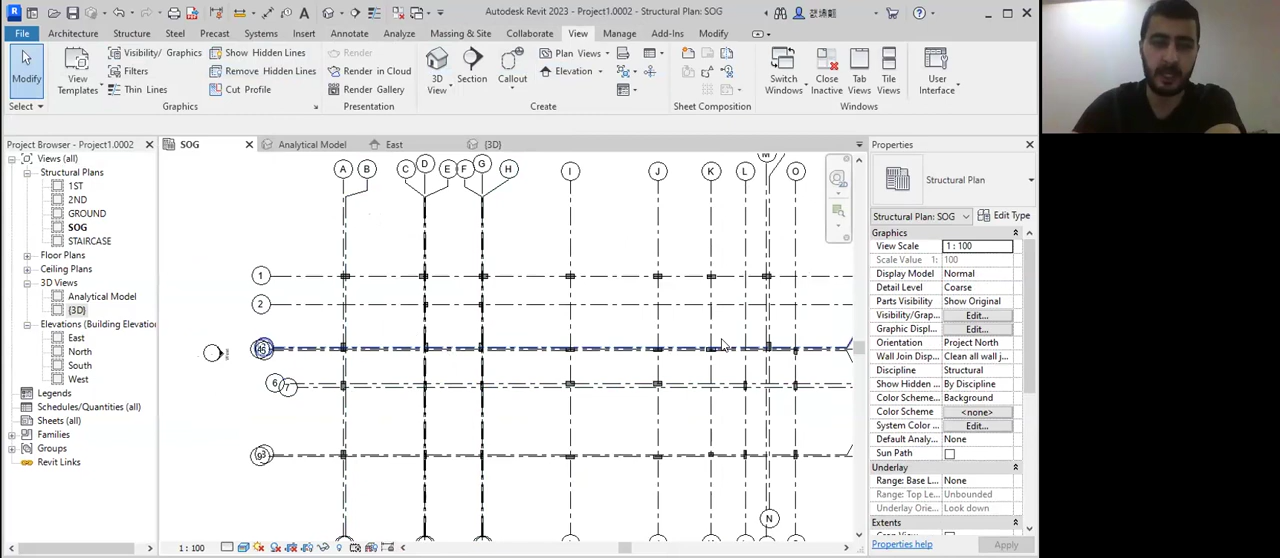 Autodesk Revit 2023 - Project1.0002 - Structural Plan: SOG
File Architecture Structure Steel Precast Systems Insert Annotate Analyze Massing & Site Collaborate View Manage Add-Ins Modify
Modify
Select
View
Templates
Visibility/ Graphics
Filters
Thin Lines
Show Hidden Lines
Remove Hidden Lines
Cut Profile
Graphics
Render
Render in Cloud
Render Gallery
Presentation
3D
View
Section
Callout
Plan Views
Elevation
Create
Sheet Composition
Switch
Windows
Close
Inactive
Tab
Views
Tile
Views
Windows
User
Interface
Project Browser - Project1.0002
SOG
Analytical Model
East
{3D}
Properties
Views (all)
Structural Plans
1ST
2ND
GROUND
SOG
STAIRCASE
Floor Plans
Ceiling Plans
3D Views
Analytical Model
{3D}
Elevations (Building Elevation
East
North
South
West
Legends
Schedules/Quantities (all)
Sheets (all)
Families
Groups
Revit Links
A B C D E F G H I J K L M O
1
2
6 7
N
1 : 100
Structural Plan
Structural Plan: SOG
Edit Type
Graphics
View Scale 1 : 100
Scale Value 1: 100
Display Model Normal
Detail Level Coarse
Parts Visibility Show Original
Visibility/Grap... Edit...
Graphic Displ... Edit...
Orientation Project North
Wall Join Disp... Clean all wall j...
Discipline Structural
Show Hidden ... By Discipline
Color Scheme... Background
Color Scheme <none>
System Color ... Edit...
Default Analy... None
Sun Path
Underlay
Range: Base L... None
Range: Top Le... Unbounded
Underlay Orie... Look down
Extents
Properties help
Apply